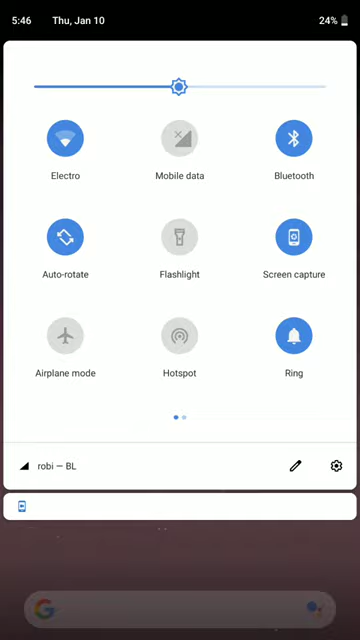 5:46 Thu, Jan 10 24%
Electro Mobile data Bluetooth
Auto-rotate Flashlight Screen capture
Airplane mode Hotspot Ring
robi — BL